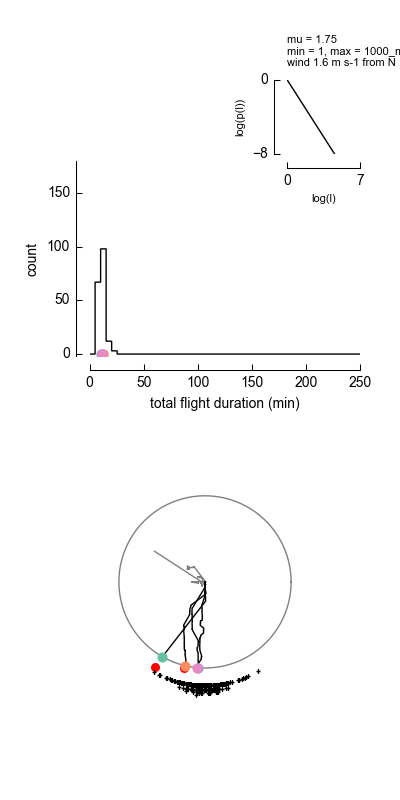 mu = 1.75
min = 1, max = 1000_m
wind 1.6 m s-1 from N
log(p(l))
0
−8
0 7
log(l)
count
150
100
50
0
0 50 100 150 200 250
total flight duration (min)